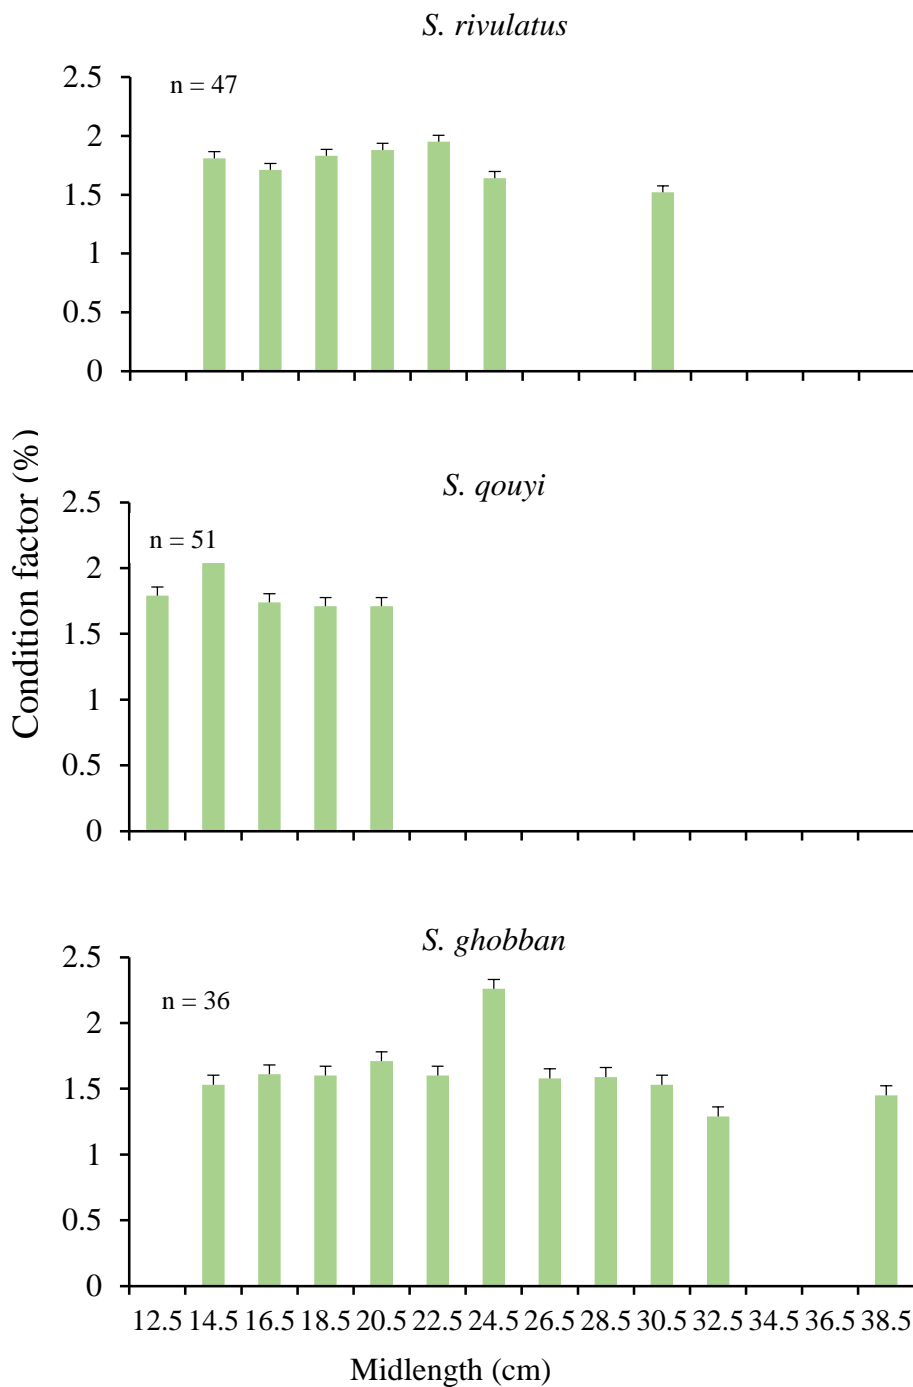 S. rivulatus
n = 47
2.5
2
1.5
1
0.5
0
Condition factor (%)
S. qouyi
n = 51
2.5
2
1.5
1
0.5
0
S. ghobban
n = 36
2.5
2
1.5
1
0.5
0
12.5 14.5 16.5 18.5 20.5 22.5 24.5 26.5 28.5 30.5 32.5 34.5 36.5 38.5
Midlength (cm)